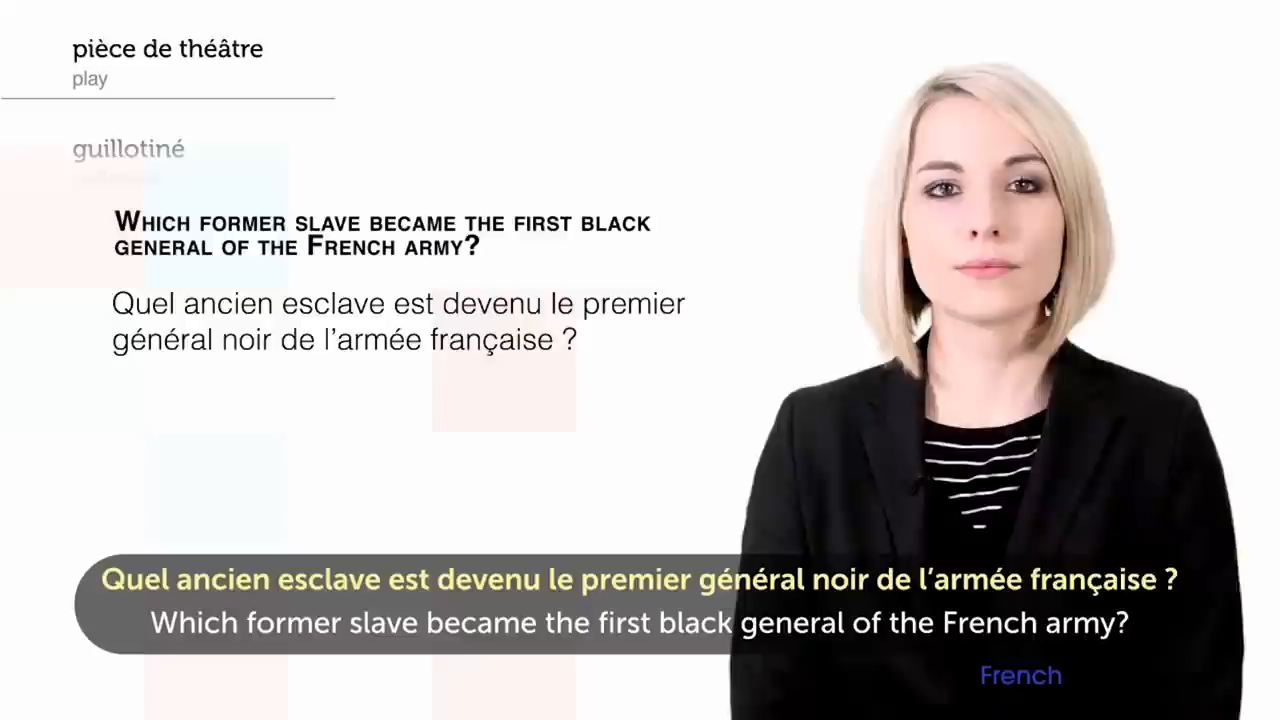 pièce de théâtre
play
guillotiné
Which former slave became the first black
general of the French army?
Quel ancien esclave est devenu le premier
général noir de l’armée française ?
Quel ancien esclave est devenu le premier général noir de l’armée française ?
Which former slave became the first black general of the French army?
French